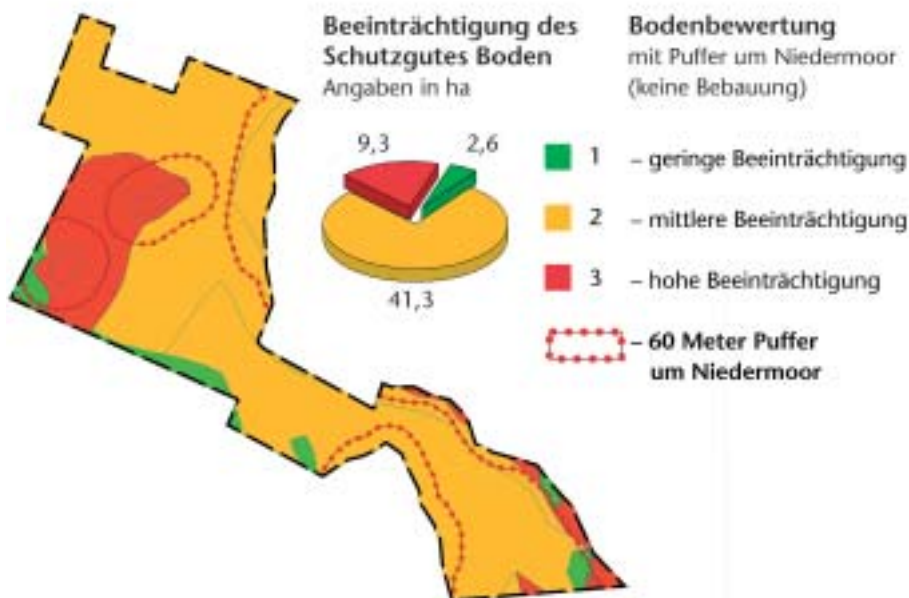 Beeinträchtigung des
Schutzgutes Boden
Angaben in ha
9,3
2,6
41,3
Bodenbewertung
mit Puffer um Niedermoor
(keine Bebauung)
1 – geringe Beeinträchtigung
2 – mittlere Beeinträchtigung
3 – hohe Beeinträchtigung
– 60 Meter Puffer
um Niedermoor